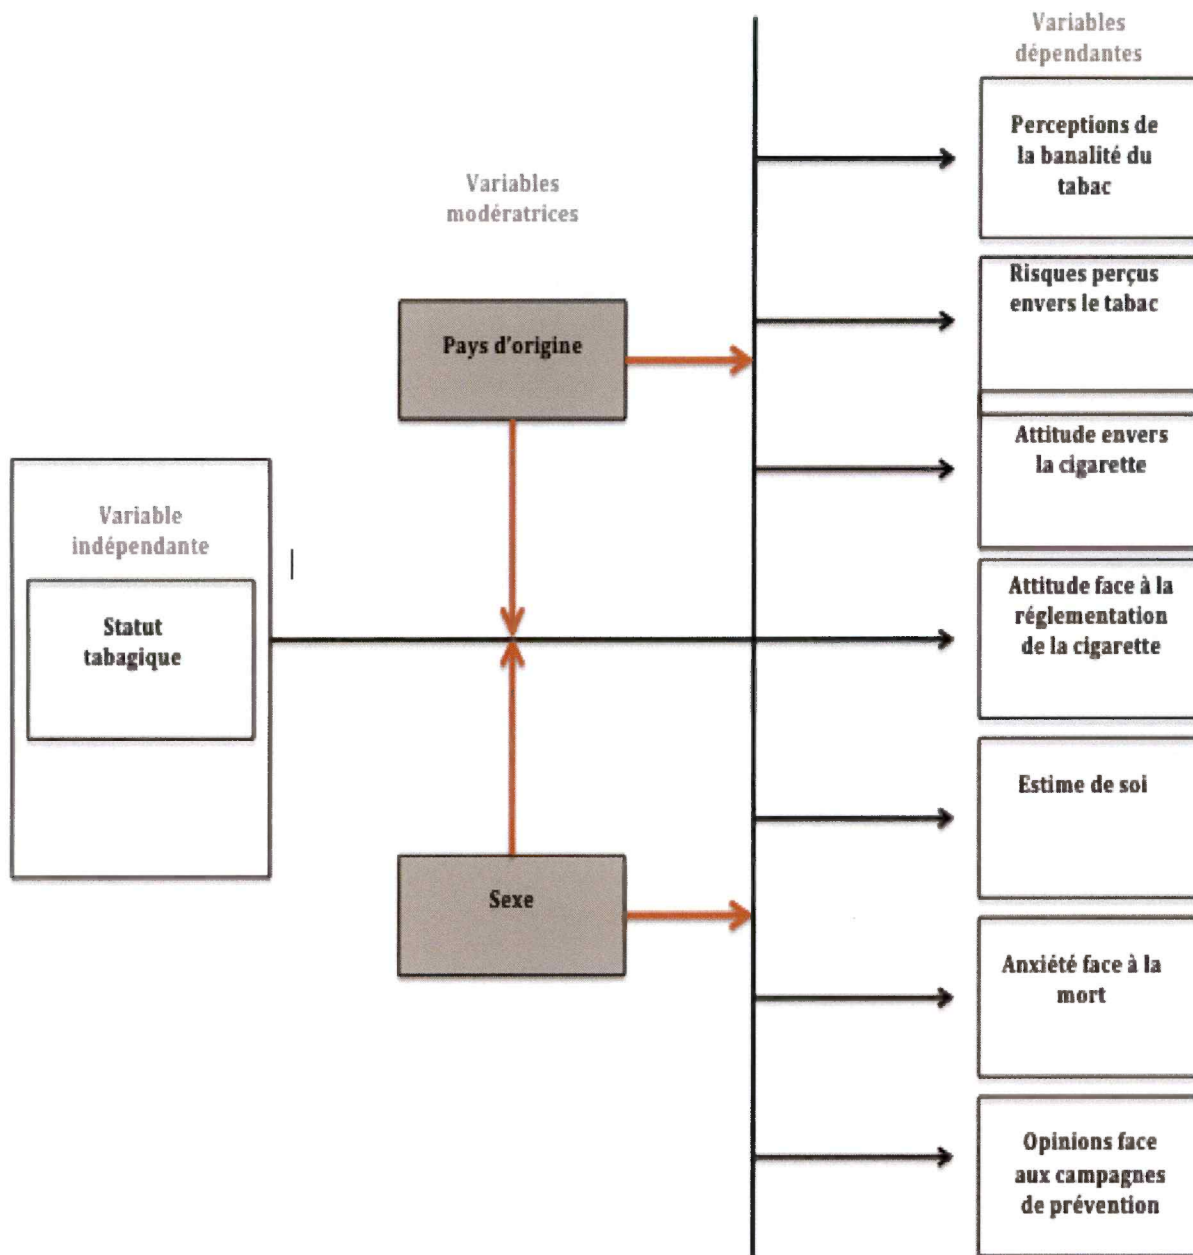 Variables
dépendantes
Perceptions de
la banalité du
tabac
Variables
modératrices
Risques perçus
envers le tabac
Pays d'origine
Attitude envers
la cigarette
Variable
indépendante
Statut
tabagique
Attitude face à la
réglementation
de la cigarette
Estime de soi
Sexe
Anxiété face à la
mort
Opinions face
aux campagnes
de prévention